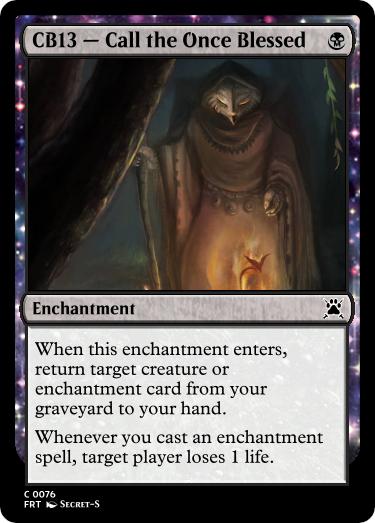 CB13 — Call the Once Blessed
Enchantment
When this enchantment enters,
return target creature or
enchantment card from your
graveyard to your hand.
Whenever you cast an enchantment
spell, target player loses 1 life.
C 0076
FRT Secret-S